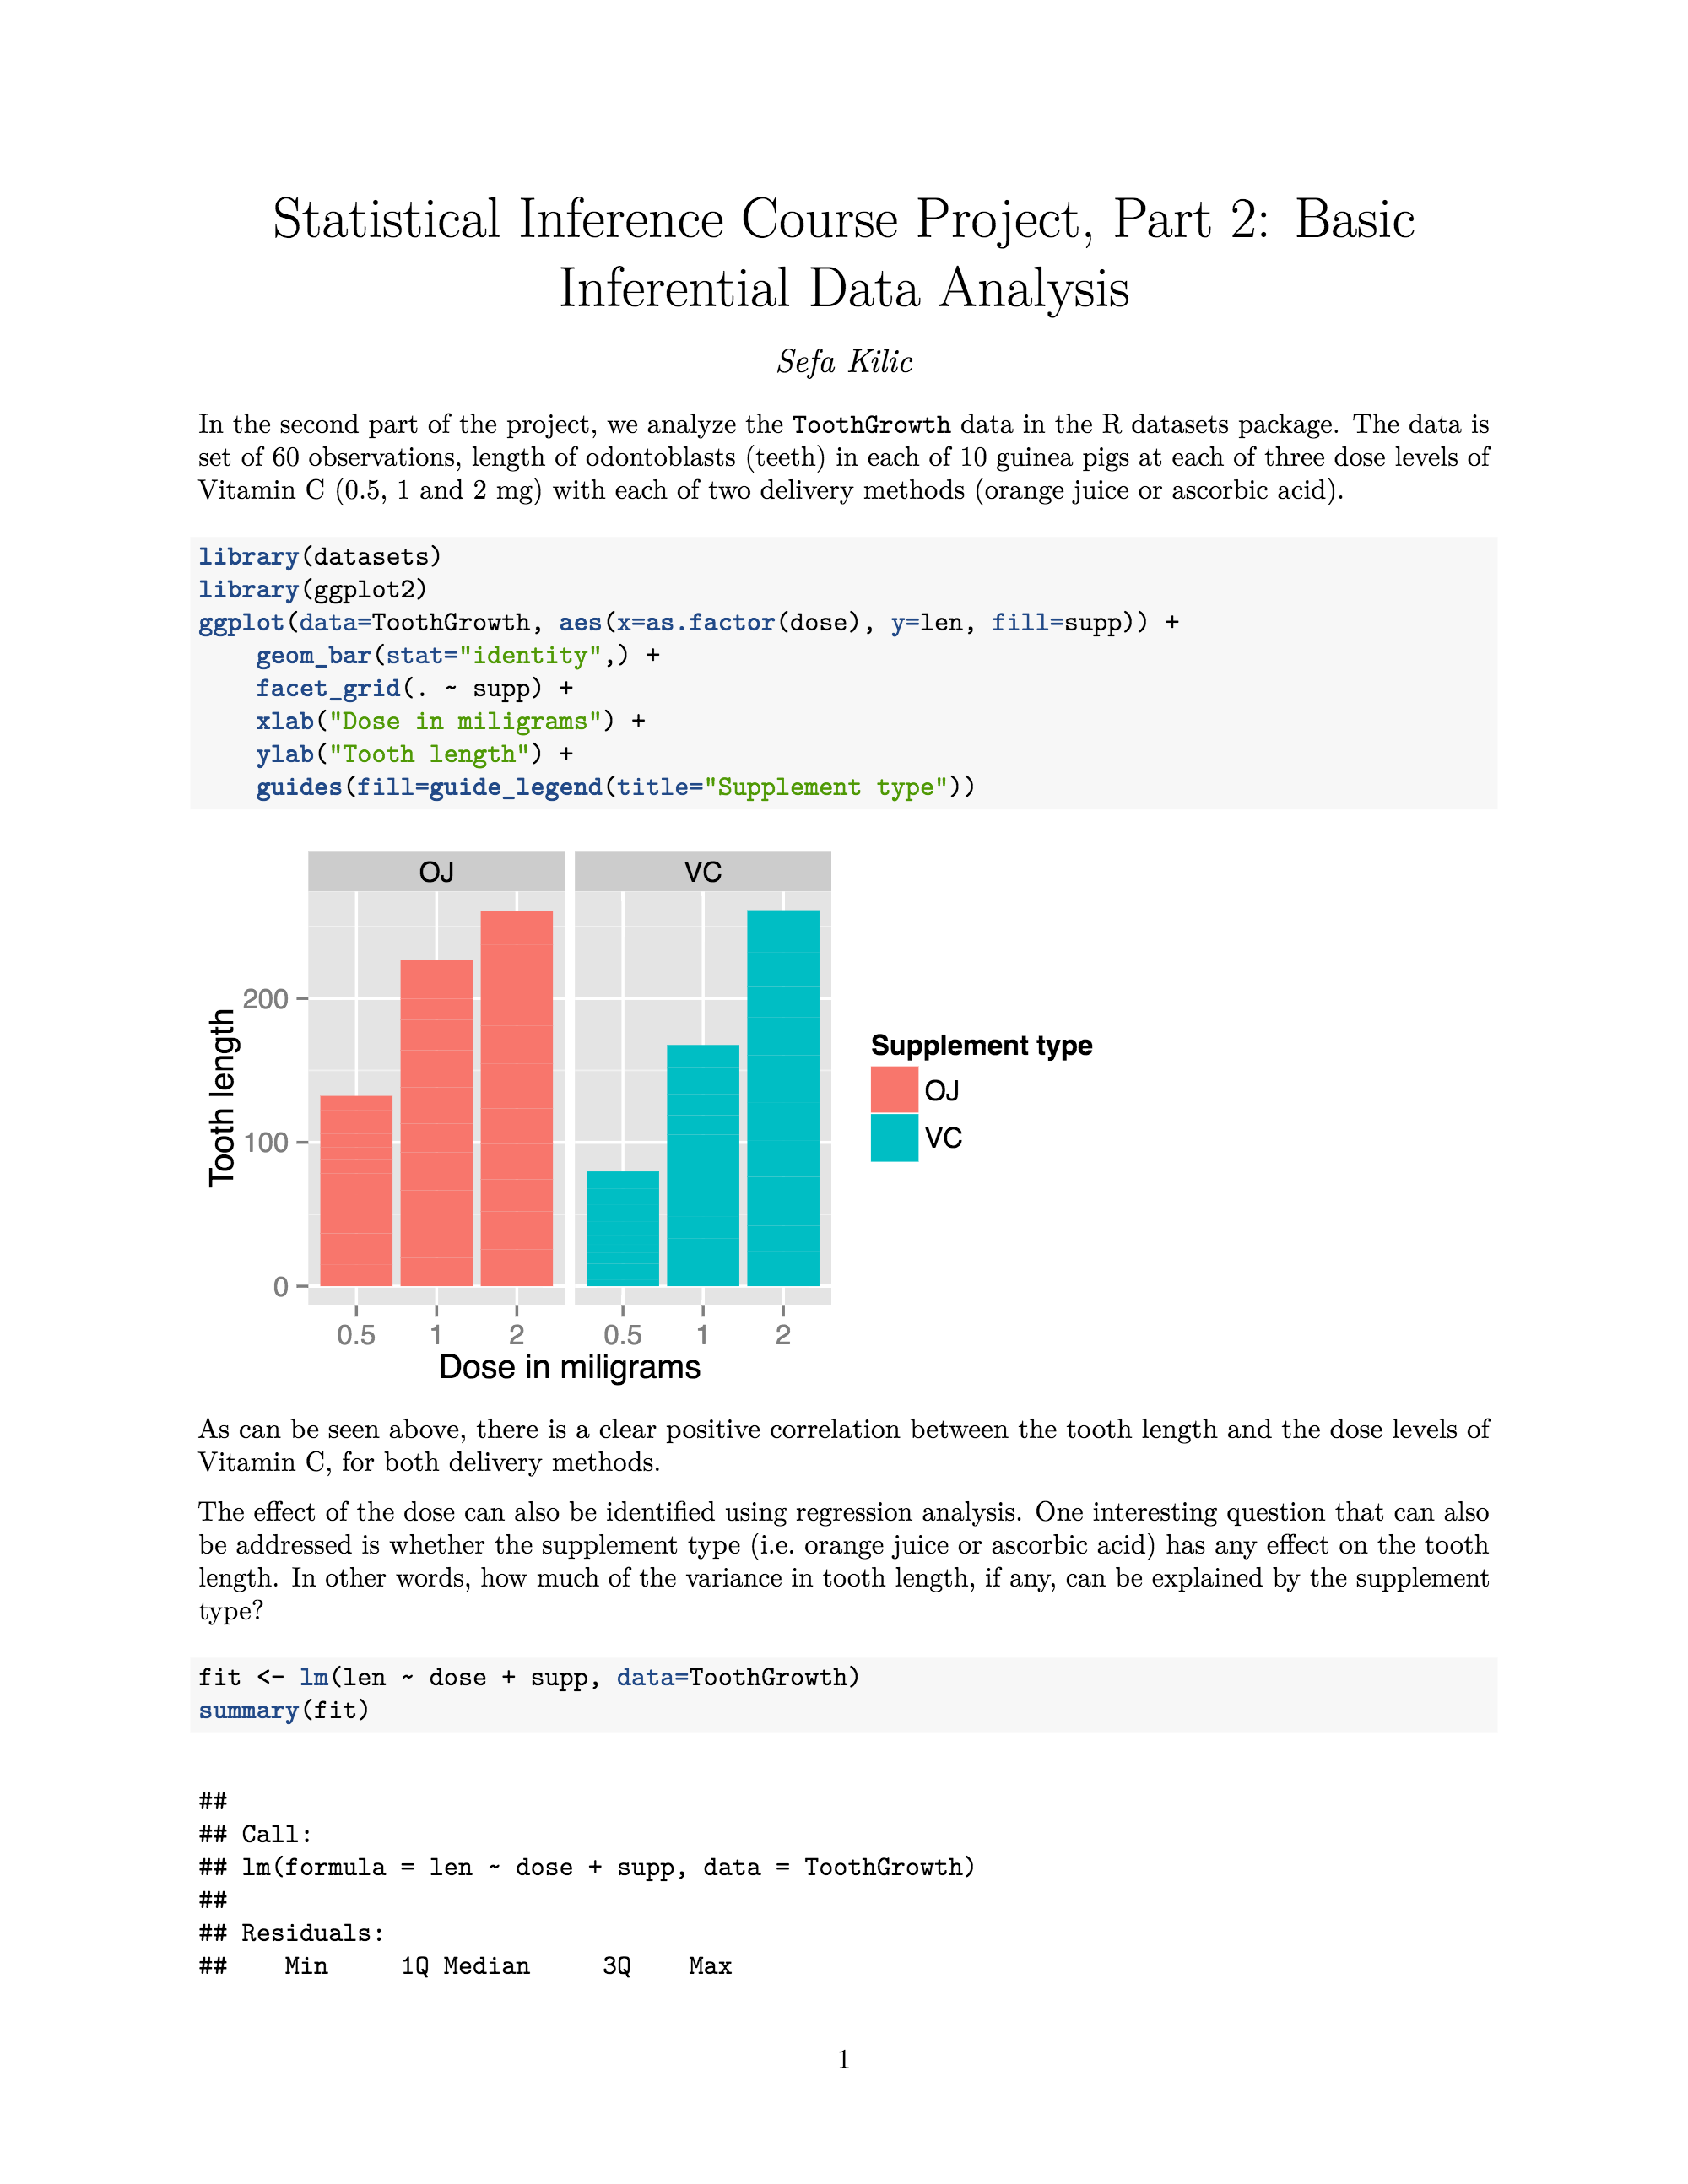 Statistical Inference Course Project, Part 2: Basic
Inferential Data Analysis
Sefa Kilic
In the second part of the project, we analyze the ToothGrowth data in the R datasets package. The data is
set of 60 observations, length of odontoblasts (teeth) in each of 10 guinea pigs at each of three dose levels of
Vitamin C (0.5, 1 and 2 mg) with each of two delivery methods (orange juice or ascorbic acid).
library(datasets)
library(ggplot2)
ggplot(data=ToothGrowth, aes(x=as.factor(dose), y=len, fill=supp)) +
    geom_bar(stat="identity",) +
    facet_grid(. ~ supp) +
    xlab("Dose in miligrams") +
    ylab("Tooth length") +
    guides(fill=guide_legend(title="Supplement type"))
OJ VC
Tooth length
200
100
0
0.5 1 2 0.5 1 2
Dose in miligrams
Supplement type
OJ
VC
As can be seen above, there is a clear positive correlation between the tooth length and the dose levels of
Vitamin C, for both delivery methods.
The effect of the dose can also be identified using regression analysis. One interesting question that can also
be addressed is whether the supplement type (i.e. orange juice or ascorbic acid) has any effect on the tooth
length. In other words, how much of the variance in tooth length, if any, can be explained by the supplement
type?
fit <- lm(len ~ dose + supp, data=ToothGrowth)
summary(fit)
##
## Call:
## lm(formula = len ~ dose + supp, data = ToothGrowth)
##
## Residuals:
##    Min     1Q Median     3Q    Max
1